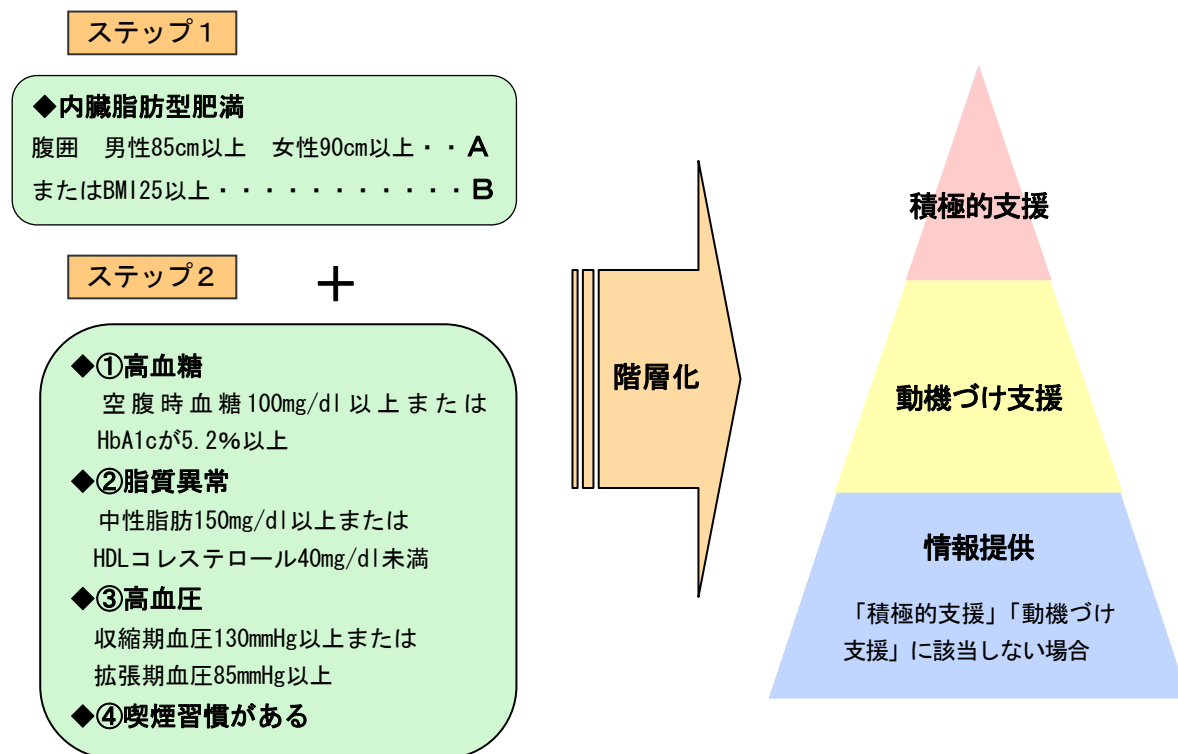 ステップ1
◆内臓脂肪型肥満
腹囲　男性85cm以上　女性90cm以上・・A
またはBMI25以上・・・・・・・・・・・B
ステップ2
＋
◆①高血糖
空腹時血糖100mg/dl以上または
HbA1cが5.2%以上
◆②脂質異常
中性脂肪150mg/dl以上または
HDLコレステロール40mg/dl未満
◆③高血圧
収縮期血圧130mmHg以上または
拡張期血圧85mmHg以上
◆④喫煙習慣がある
階層化
積極的支援
動機づけ支援
情報提供
「積極的支援」「動機づけ
支援」に該当しない場合